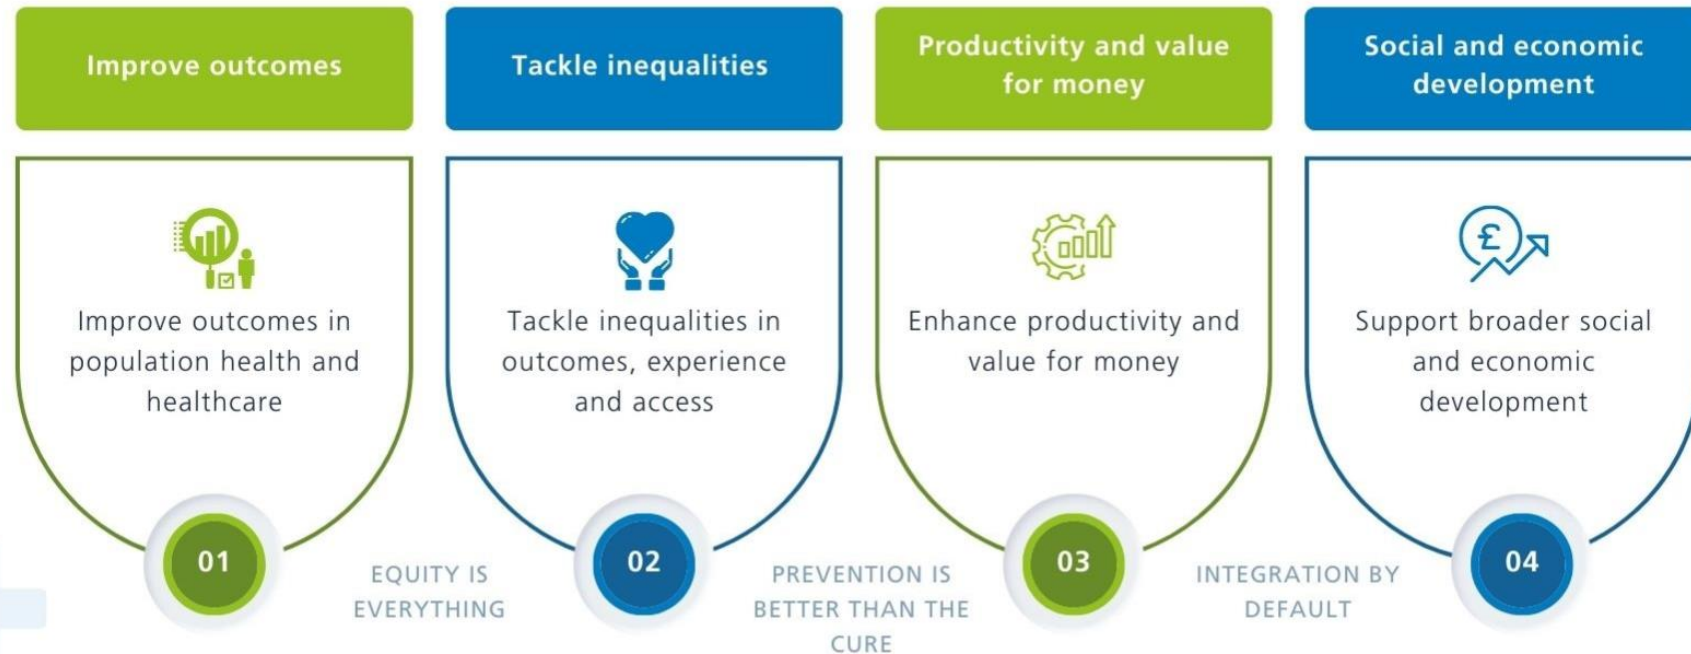 Improve outcomes
Tackle inequalities
Productivity and value
for money
Social and economic
development
Improve outcomes in
population health and
healthcare
Tackle inequalities in
outcomes, experience
and access
Enhance productivity and
value for money
Support broader social
and economic
development
£
01
02
03
04
EQUITY IS
EVERYTHING
PREVENTION IS
BETTER THAN THE
CURE
INTEGRATION BY
DEFAULT